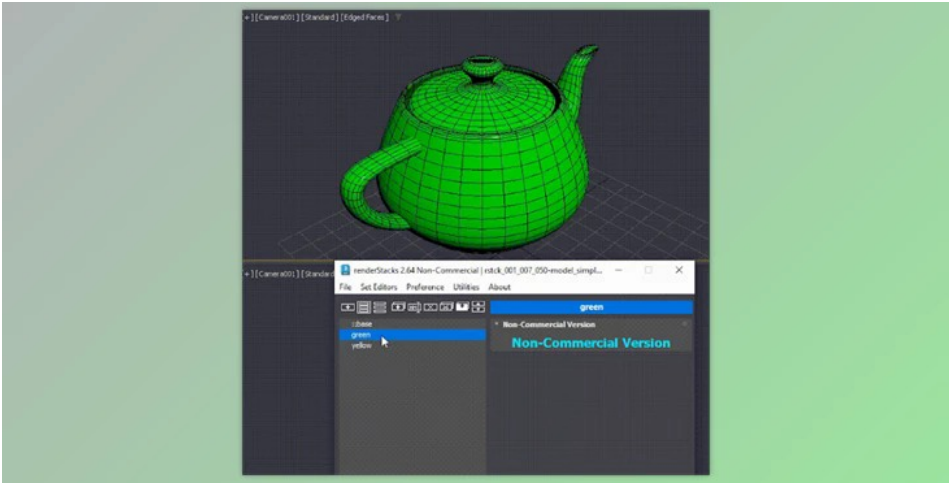 +][Camera001][Standard][Edged Faces]
+][Camera001][Standard
renderStacks 2.64 Non-Commercial | rstck_001_007_050-model_simpl...
File Set Editors Preference Utilities About
green
::base
green
yellow
Non-Commercial Version
Non-Commercial Version